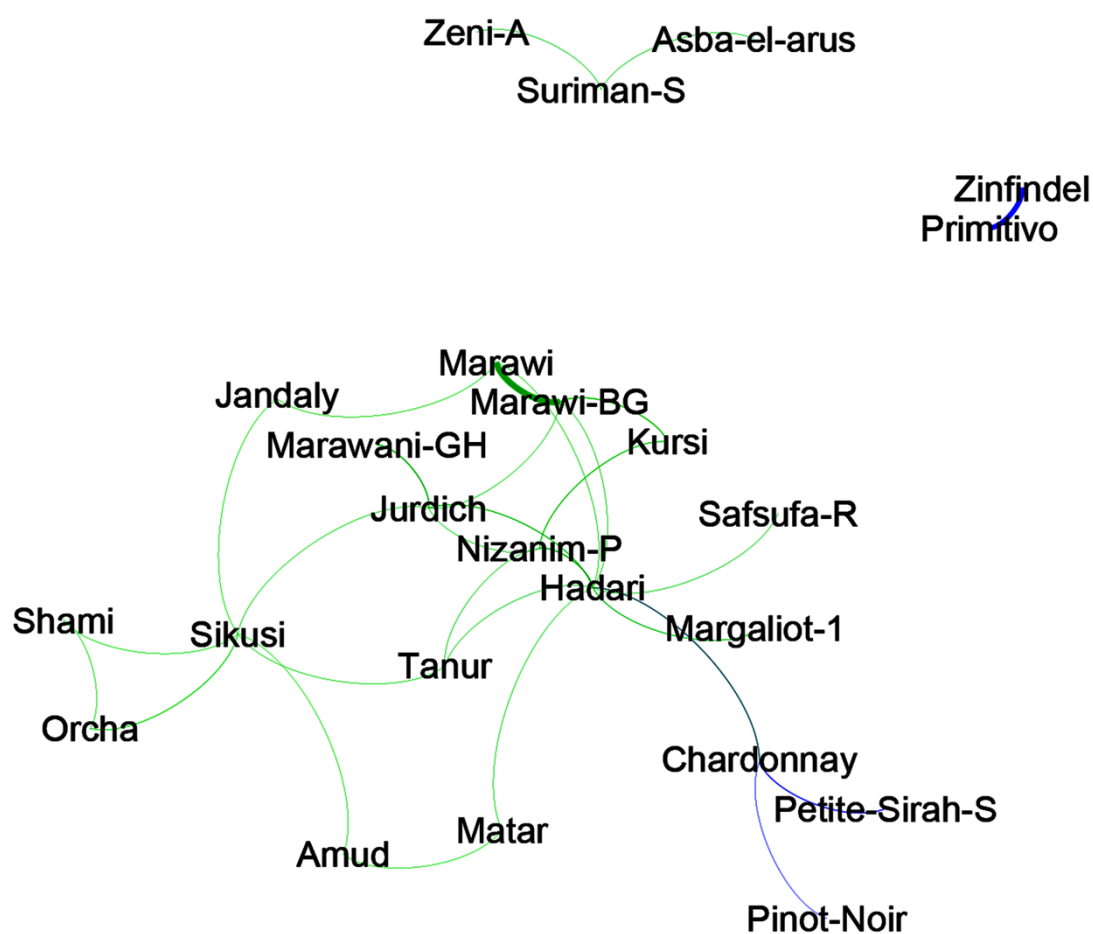 Zeni-A
Asba-el-arus
Suriman-S
Zinfindel
Primitivo
Marawi
Jandaly
Marawi-BG
Marawani-GH
Kursi
Jurdich
Safsufa-R
Nizanim-P
Hadari
Shami
Sikusi
Margaliot-1
Tanur
Orcha
Chardonnay
Petite-Sirah-S
Matar
Amud
Pinot-Noir